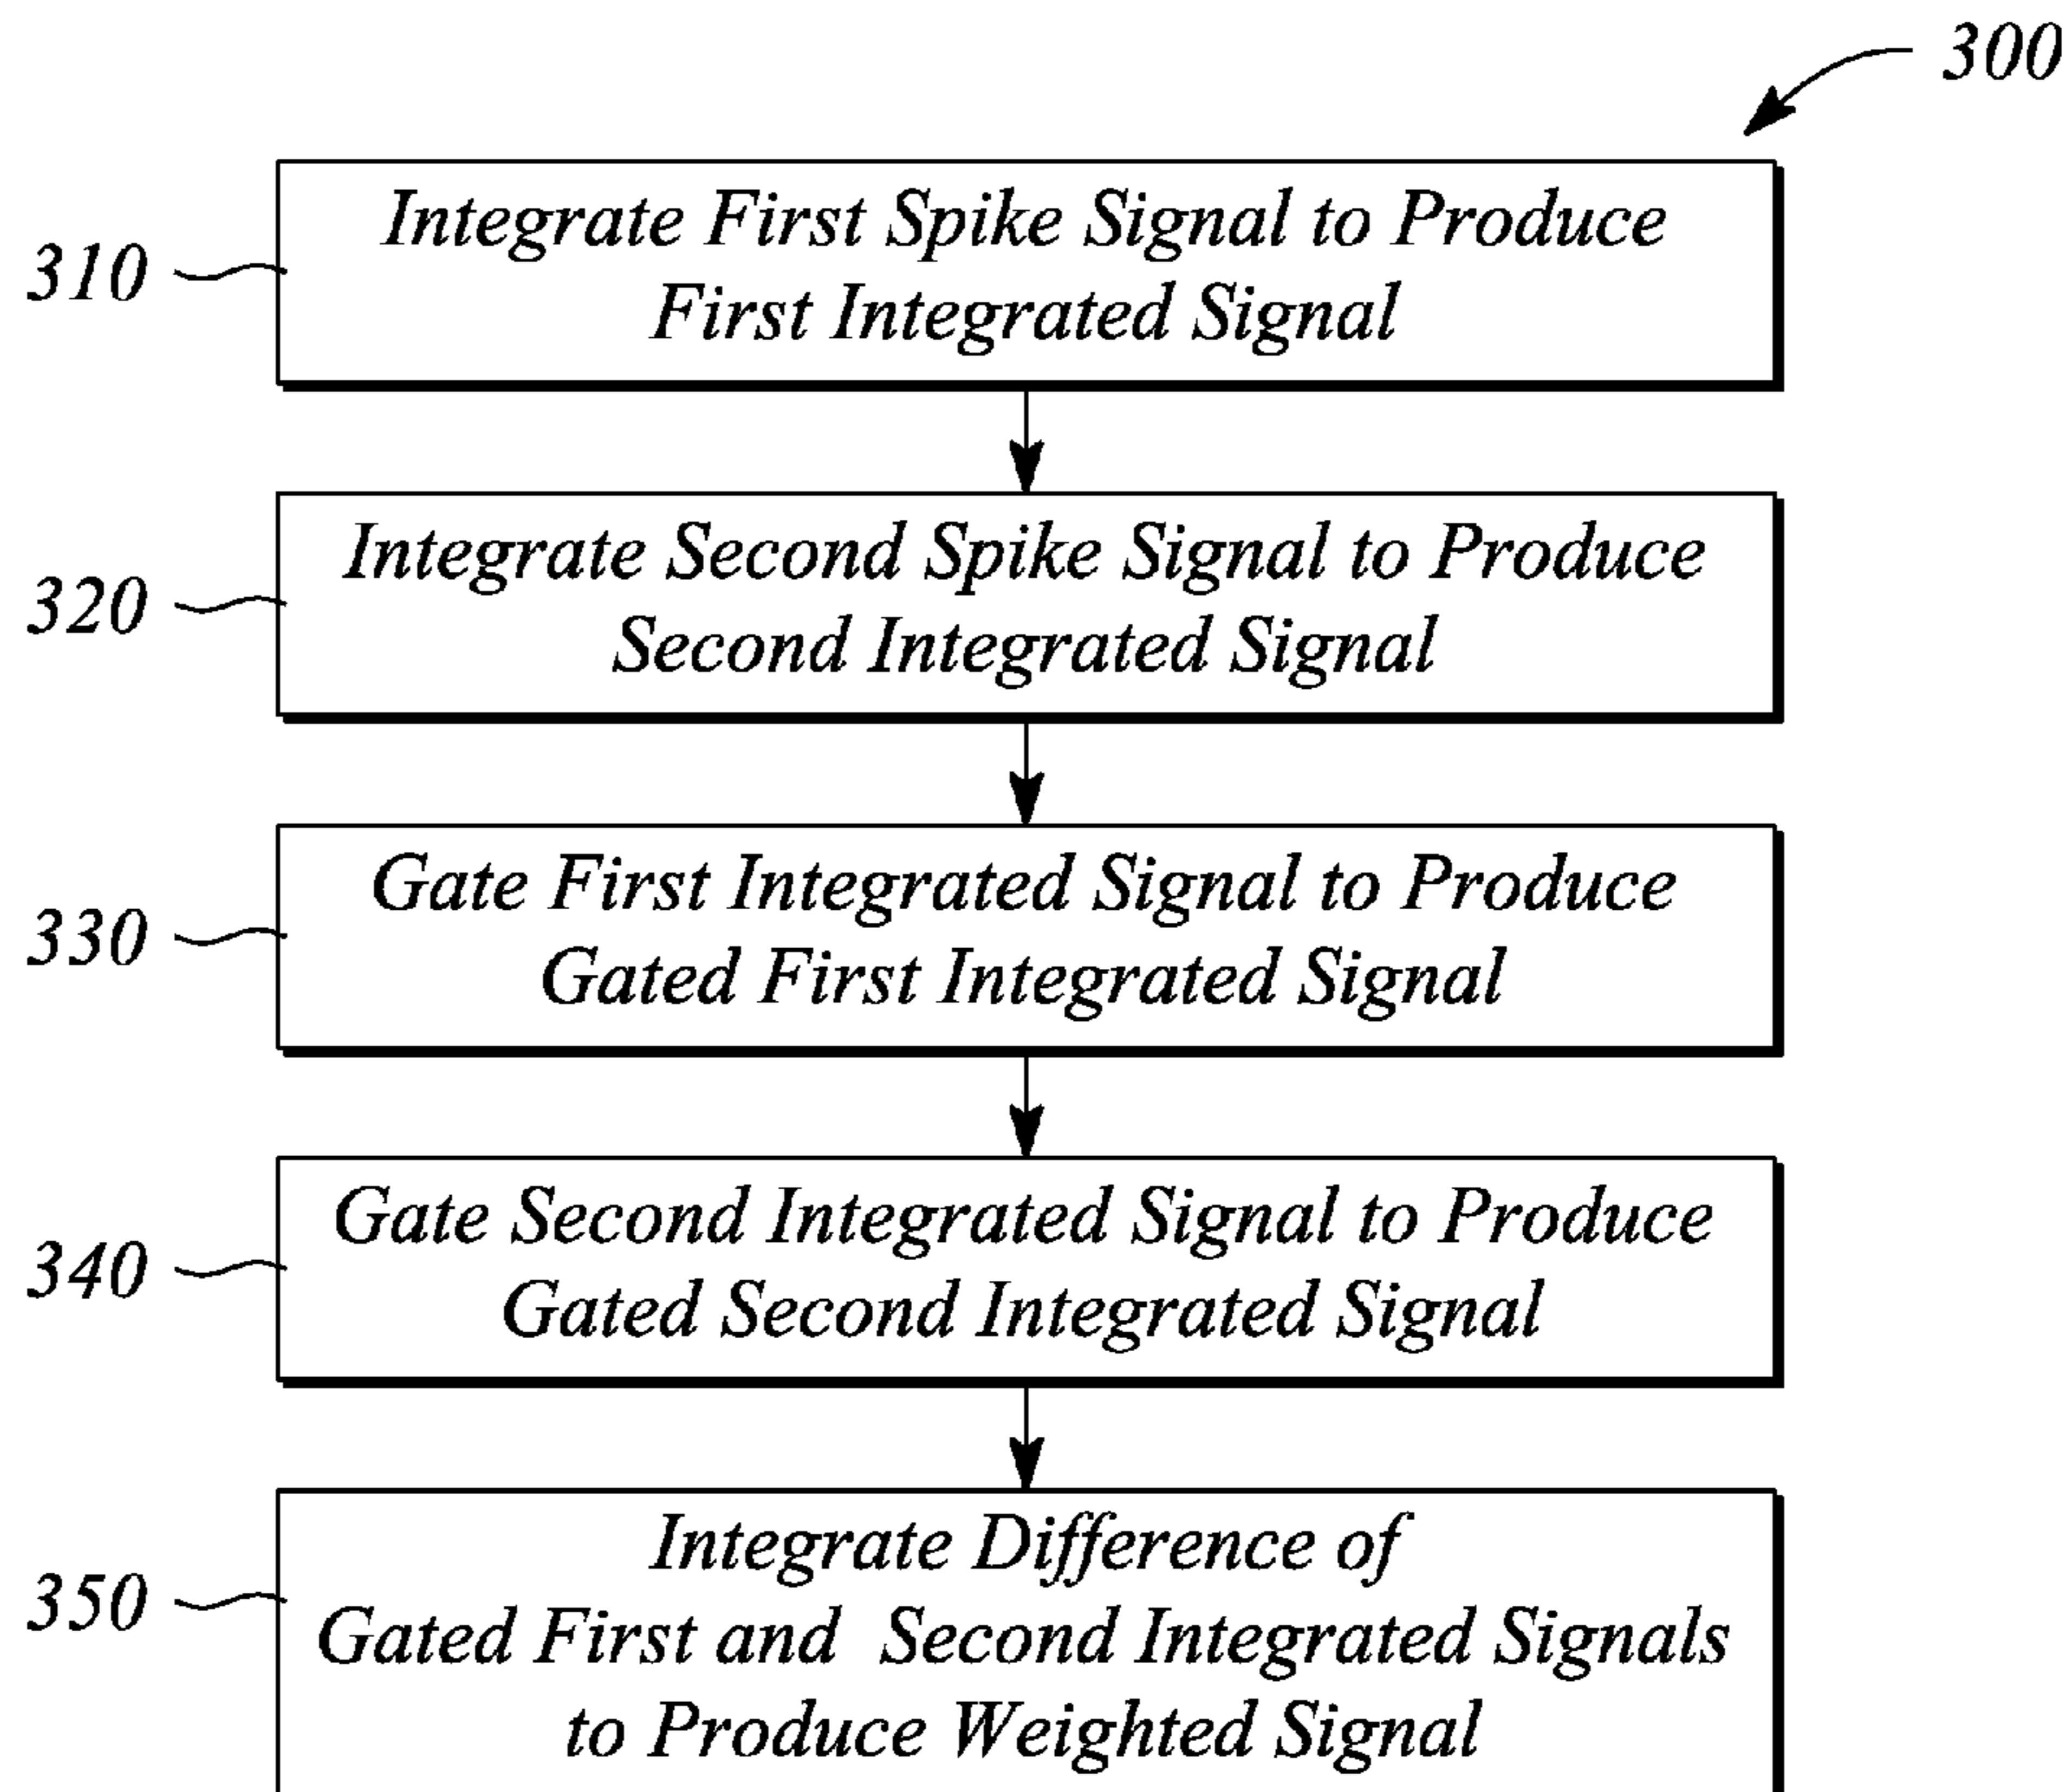 300
310
Integrate First Spike Signal to Produce
First Integrated Signal
320
Integrate Second Spike Signal to Produce
Second Integrated Signal
330
Gate First Integrated Signal to Produce
Gated First Integrated Signal
340
Gate Second Integrated Signal to Produce
Gated Second Integrated Signal
350
Integrate Difference of
Gated First and Second Integrated Signals
to Produce Weighted Signal